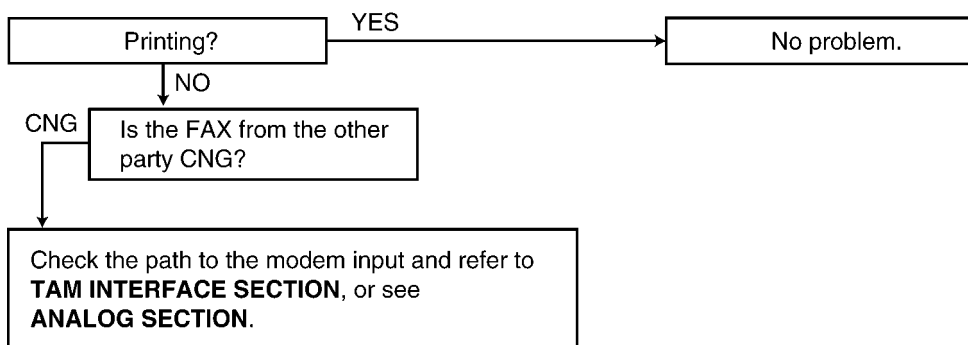 Printing?
YES
No problem.
NO
CNG
Is the FAX from the other
party CNG?
Check the path to the modem input and refer to
TAM INTERFACE SECTION, or see
ANALOG SECTION.